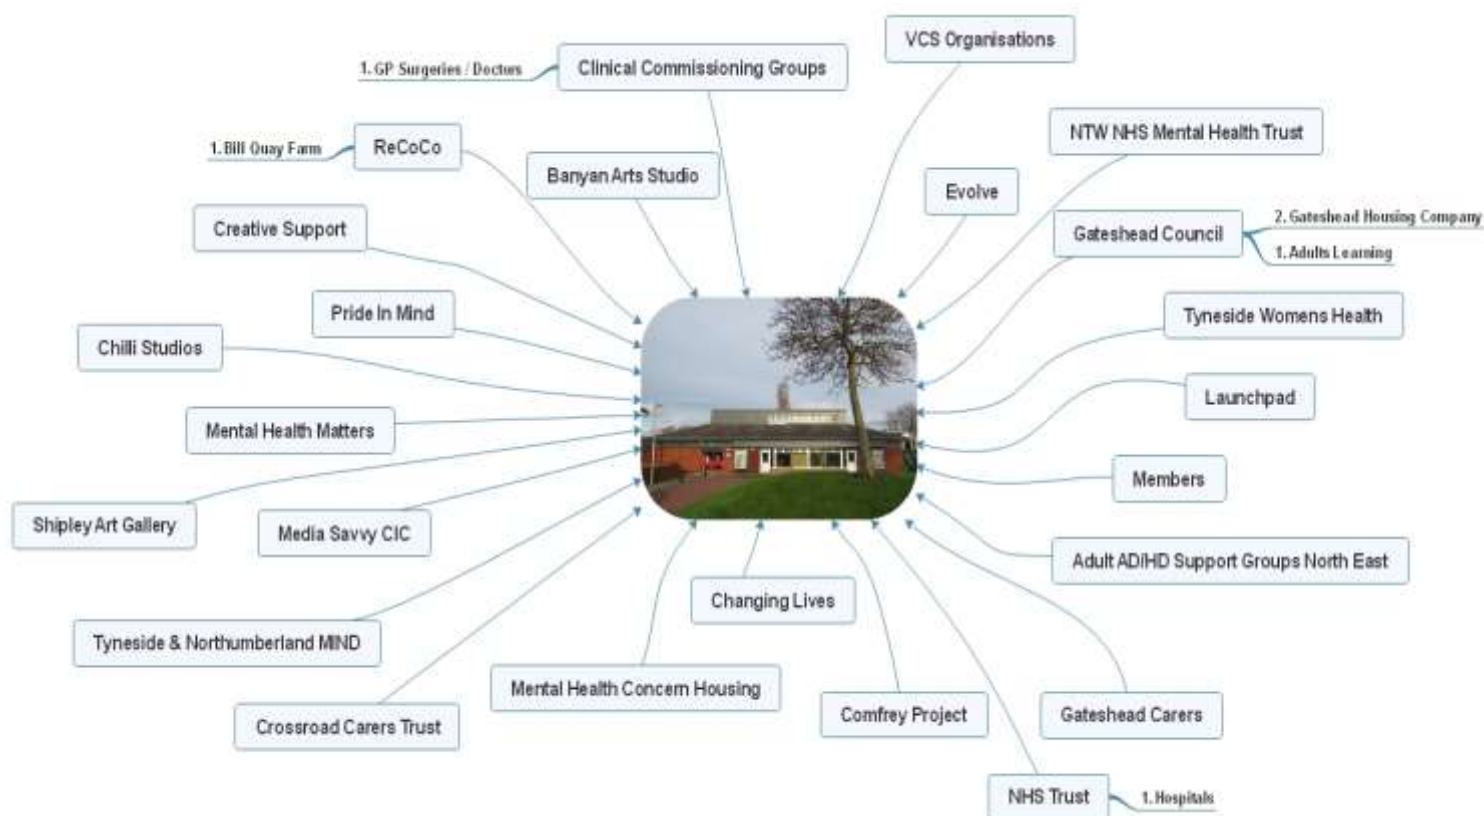 VCS Organisations
1. GP Surgeries / Doctors
Clinical Commissioning Groups
NTW NHS Mental Health Trust
1. Bill Quay Farm
ReCoCo
Banyan Arts Studio
Evolve
Creative Support
Gateshead Council
2. Gateshead Housing Company
1. Adults Learning
Pride In Mind
Tyneside Womens Health
Chilli Studios
Launchpad
Mental Health Matters
Members
Shipley Art Gallery
Media Savvy CIC
Adult AD/HD Support Groups North East
Changing Lives
Tyneside & Northumberland MIND
Mental Health Concern Housing
Crossroad Carers Trust
Comfrey Project
Gateshead Carers
NHS Trust
1. Hospitals